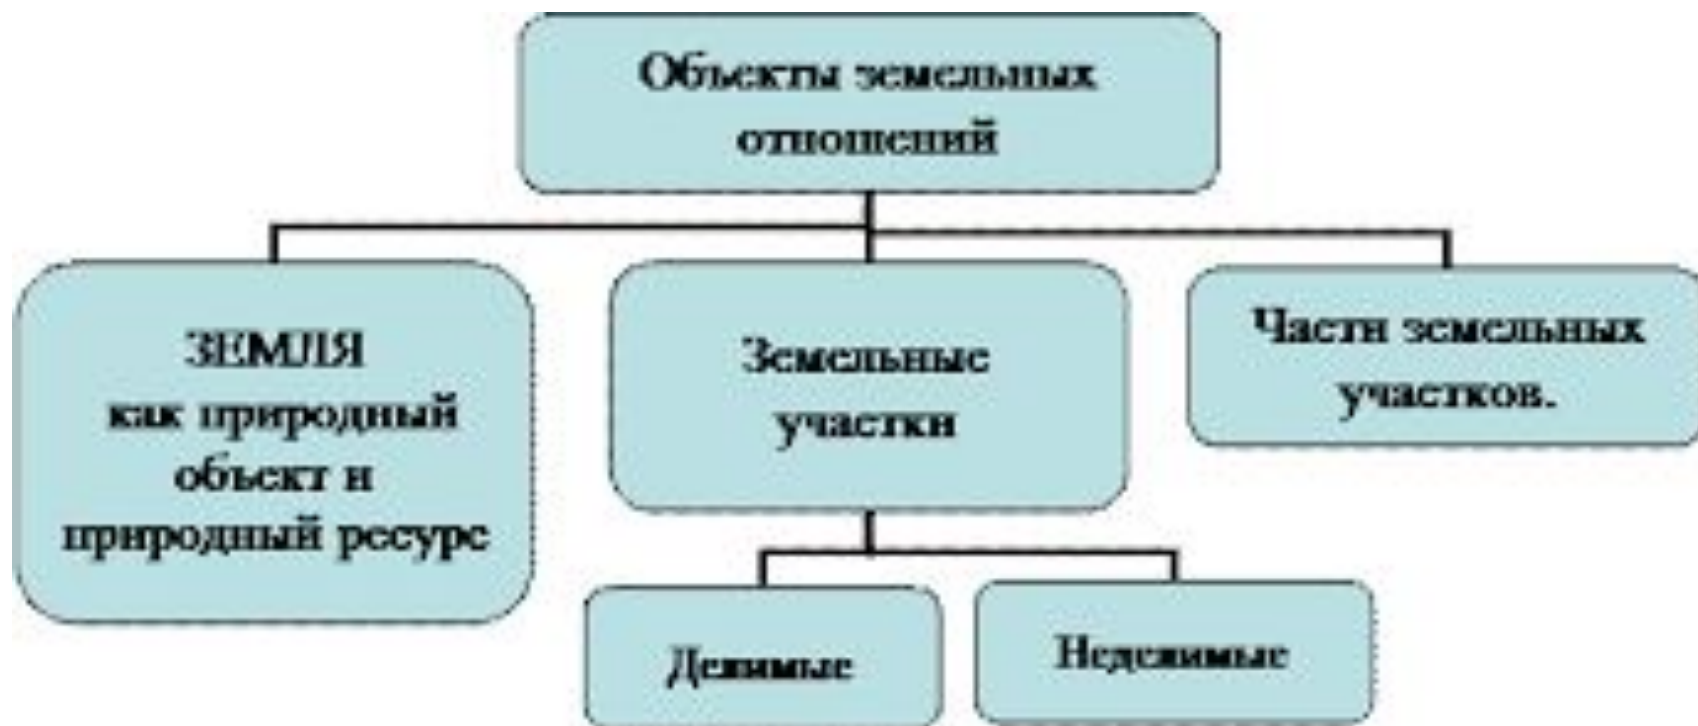 Объекты земельных
отношений
ЗЕМЛЯ
как природный
объект и
природный ресурс
Земельные
участки
Части земельных
участков.
Делимые
Неделимые